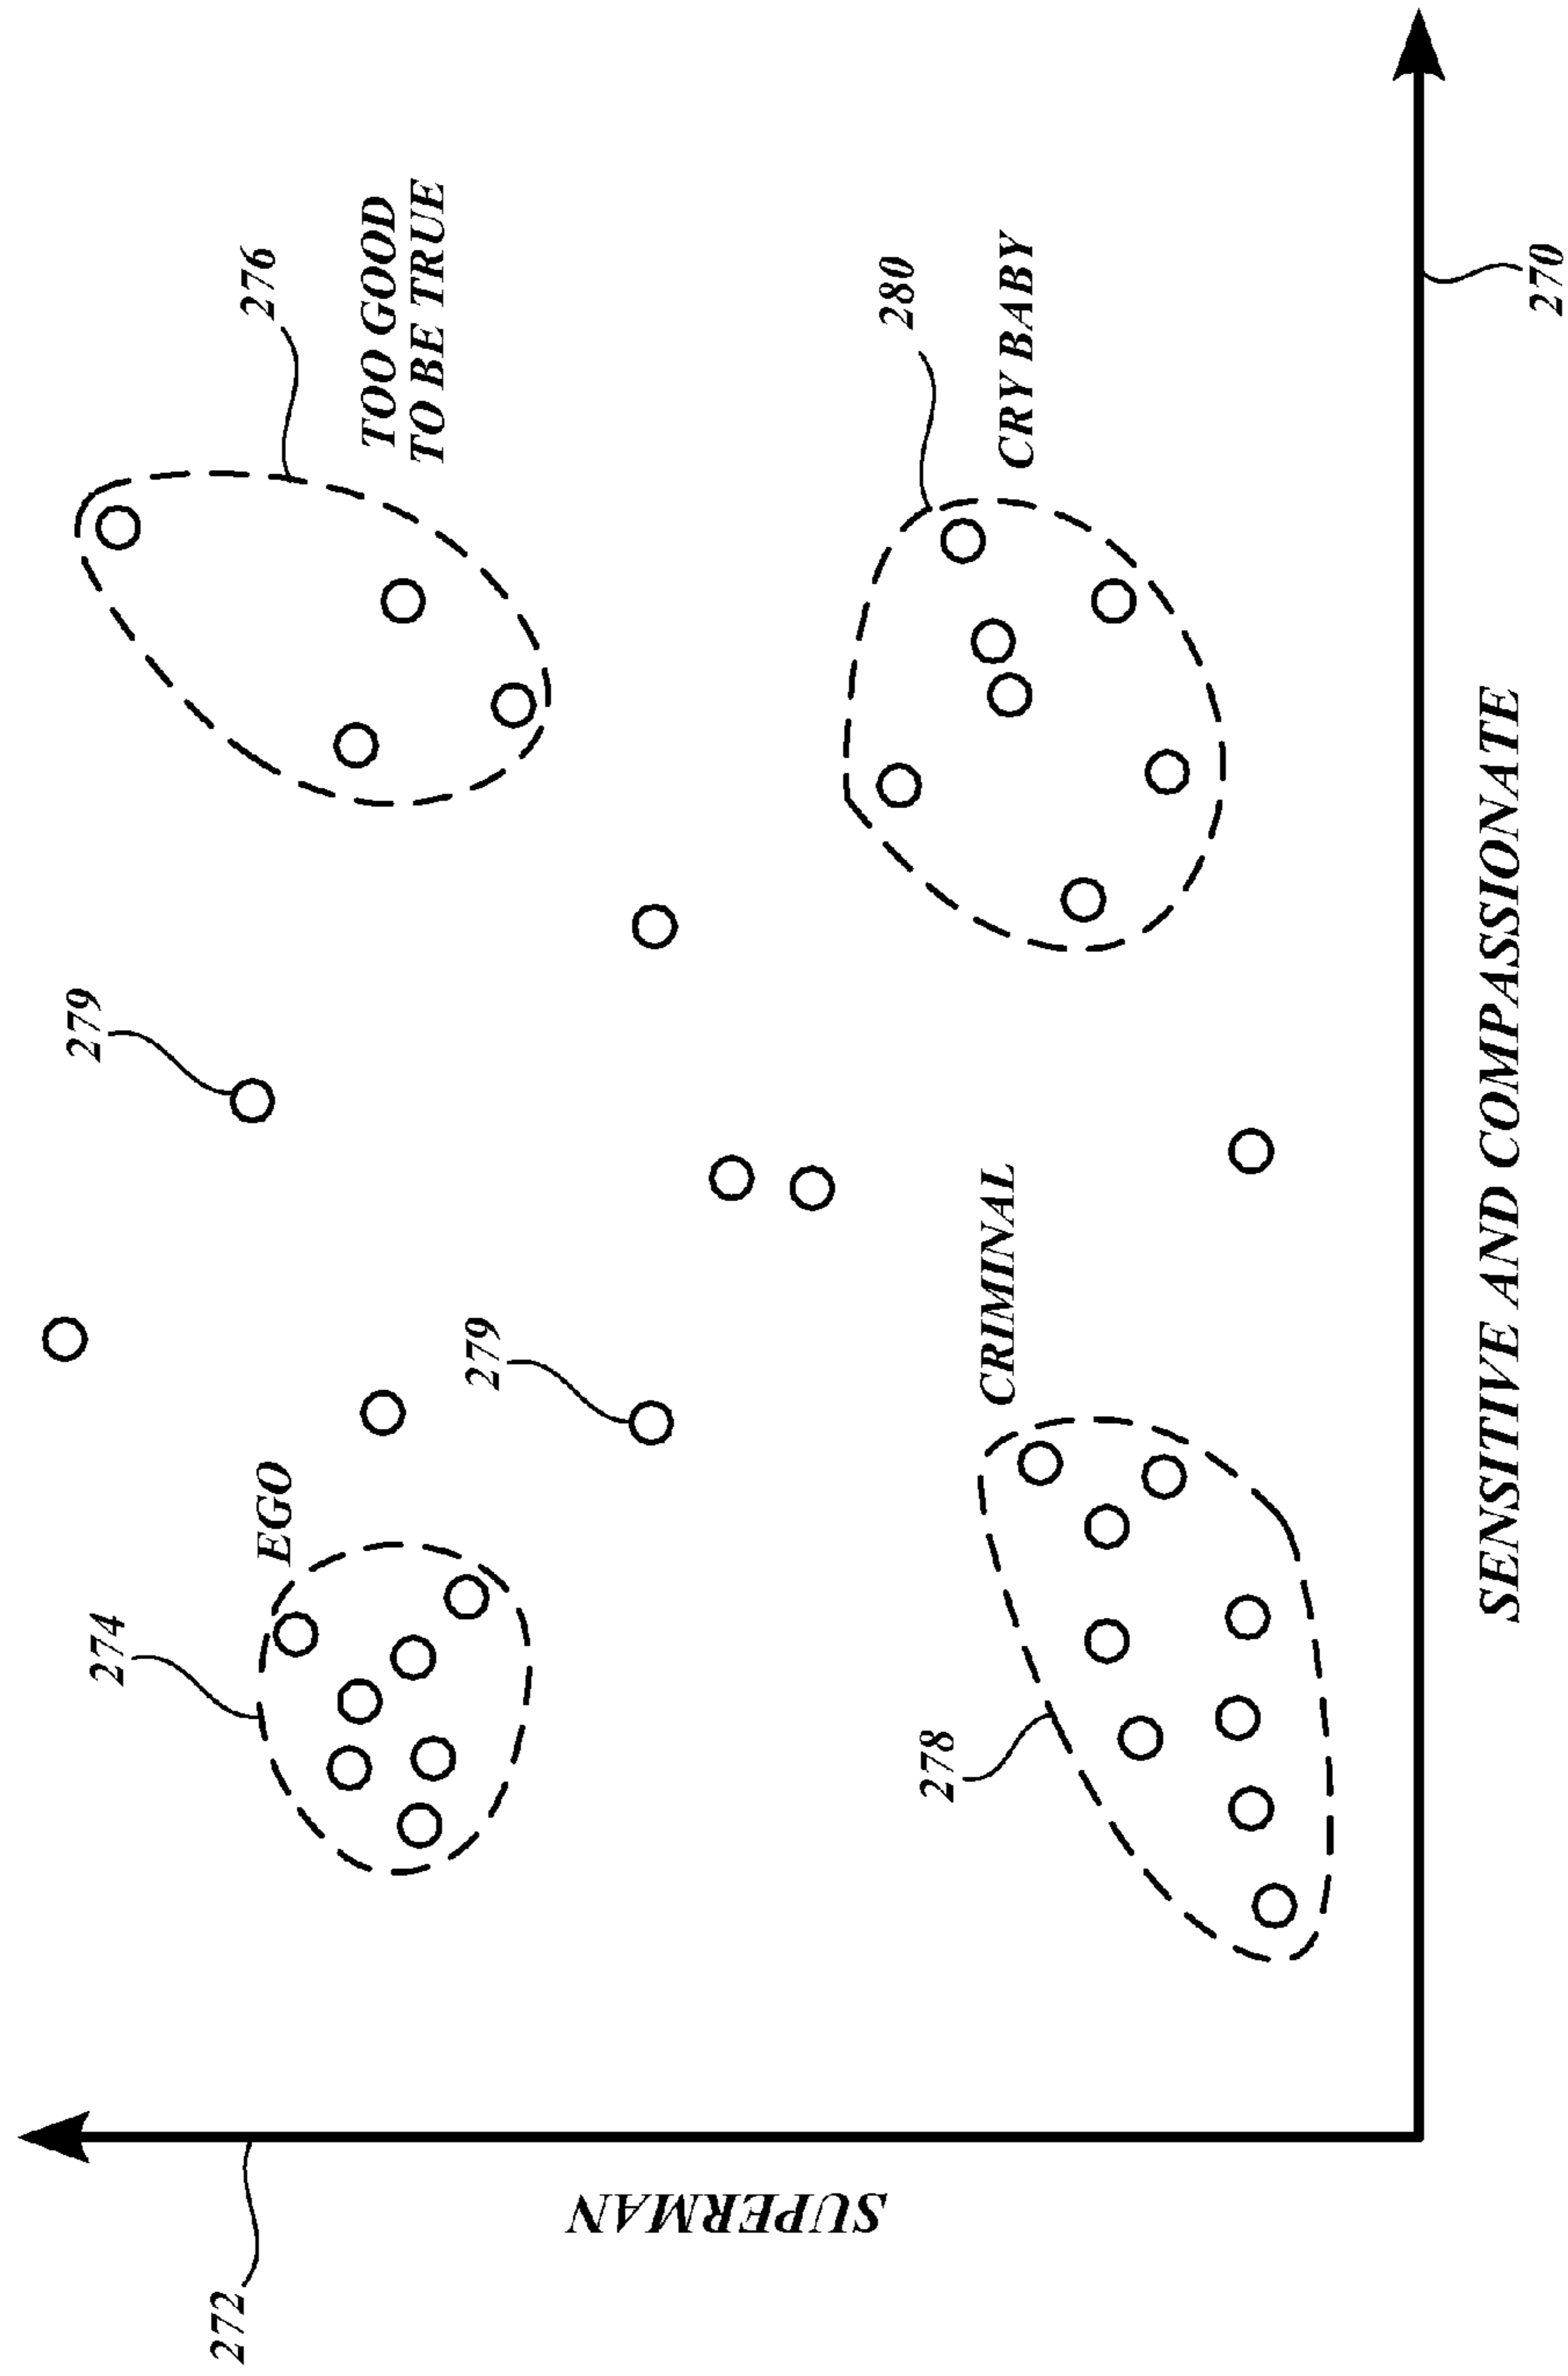 279
276
TOO GOOD
TO BE TRUE
274
EGO
279
272
SUPERMAN
280
CRY BABY
CRIMINAL
278
270
SENSITIVE AND COMPASSIONATE